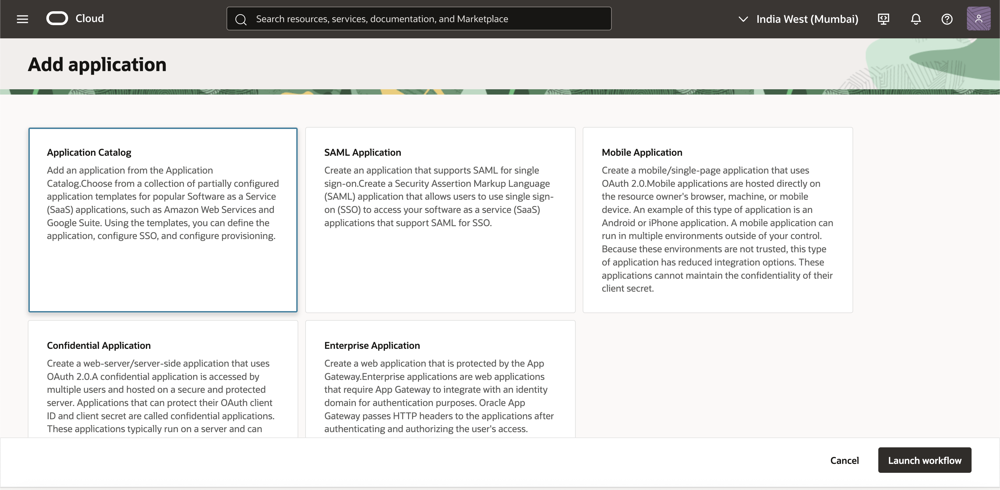 Cloud
Search resources, services, documentation, and Marketplace
India West (Mumbai)
Add application
Application Catalog
Add an application from the Application
Catalog.Choose from a collection of partially configured
application templates for popular Software as a Service
(SaaS) applications, such as Amazon Web Services and
Google Suite. Using the templates, you can define the
application, configure SSO, and configure provisioning.
SAML Application
Create an application that supports SAML for single
sign-on.Create a Security Assertion Markup Language
(SAML) application that allows users to use single sign-
on (SSO) to access your software as a service (SaaS)
applications that support SAML for SSO.
Mobile Application
Create a mobile/single-page application that uses
OAuth 2.0.Mobile applications are hosted directly on
the resource owner's browser, machine, or mobile
device. An example of this type of application is an
Android or iPhone application. A mobile application can
run in multiple environments outside of your control.
Because these environments are not trusted, this type
of application has reduced integration options. These
applications cannot maintain the confidentiality of their
client secret.
Confidential Application
Create a web-server/server-side application that uses
OAuth 2.0.A confidential application is accessed by
multiple users and hosted on a secure and protected
server. Applications that can protect their OAuth client
ID and client secret are called confidential applications.
These applications typically run on a server and can
Enterprise Application
Create a web application that is protected by the App
Gateway.Enterprise applications are web applications
that require App Gateway to integrate with an identity
domain for authentication purposes. Oracle App
Gateway passes HTTP headers to the applications after
authenticating and authorizing the user's access.
Cancel
Launch workflow